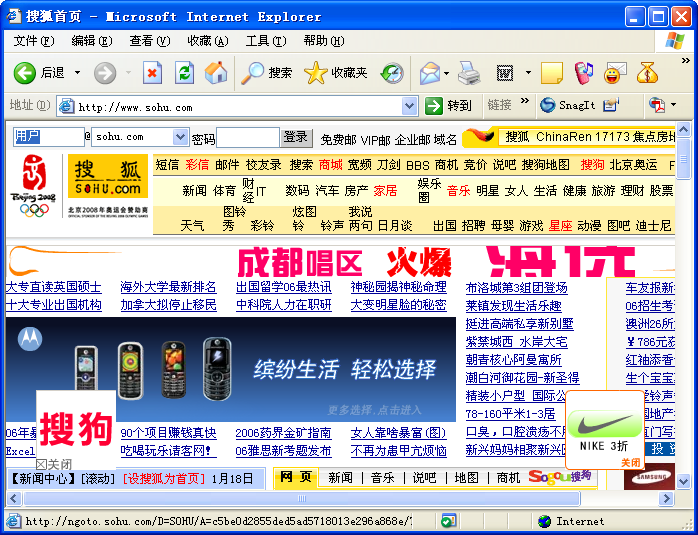 搜狐首页 - Microsoft Internet Explorer
文件(F) 编辑(E) 查看(V) 收藏(A) 工具(T) 帮助(H)
后退 搜索 收藏夹
地址(D) http://www.sohu.com 转到 链接 » SnagIt
用户 @ sohu.com 密码 登录 免费邮 VIP邮 企业邮 域名 搜狐 ChinaRen 17173 焦点房地
Beijing 2008
搜狐
SOHU.com
北京2008年奥运会赞助商
短信 彩信 邮件 校友录 搜索 商城 宽频 刀剑 BBS 商机 竞价 说吧 搜狗地图 搜狗 北京奥运
新闻 体育 财经 IT 数码 汽车 房产 家居 娱乐圈 音乐 明星 女人 生活 健康 旅游 理财 股票
天气 图铃秀 彩铃 炫图铃 铃声 我说两句 日月谈 出国 招聘 母婴 游戏 星座 动漫 图吧 迪士尼
成都唱区 火爆 海选
大专直读英国硕士 海外大学最新排名 出国留学06最热讯 神秘园揭神秘命理
十大专业出国机构 加拿大拟停止移民 中科院人力在职研 大变明星脸的秘密
缤纷生活 轻松选择
更多选择,点击进入
搜狗
关闭
06年 90个项目赚钱真快 2006药界金矿指南 女人靠啥暴富(图)
Excel 吃喝玩乐请客网! 06雅思新考题发布 不再为患甲亢烦恼
布洛城第3组团登场
莱镇发现生活乐趣
挺进高端私享新别墅
紫禁城西 水岸大宅
朝青核心阿曼寓所
潮白河御花园-新圣得
精装小户型 国际公
78-160平米1-3居
口臭,口腔溃疡不
新兴妈妈相聚新兴
车友报新
06招生考
澳洲26所
￥786元获
红袖添香
生个宝宝
NIKE 3折
关闭
【新闻中心】[滚动] [设搜狐为首页] 1月18日
网页 | 新闻 | 音乐 | 说吧 | 地图 | 商机 Sogou搜狗
http://ngoto.sohu.com/D=SOHU/A=c5be0d2855ded5ad5718013e296a868e/ Internet